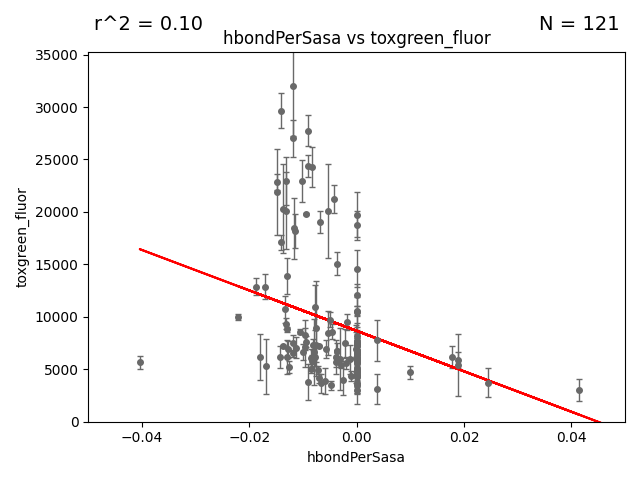 r^2 = 0.10
N = 121
hbondPerSasa vs toxgreen_fluor
35000
30000
25000
20000
15000
10000
5000
0
toxgreen_fluor
−0.04
−0.02
0.00
0.02
0.04
hbondPerSasa